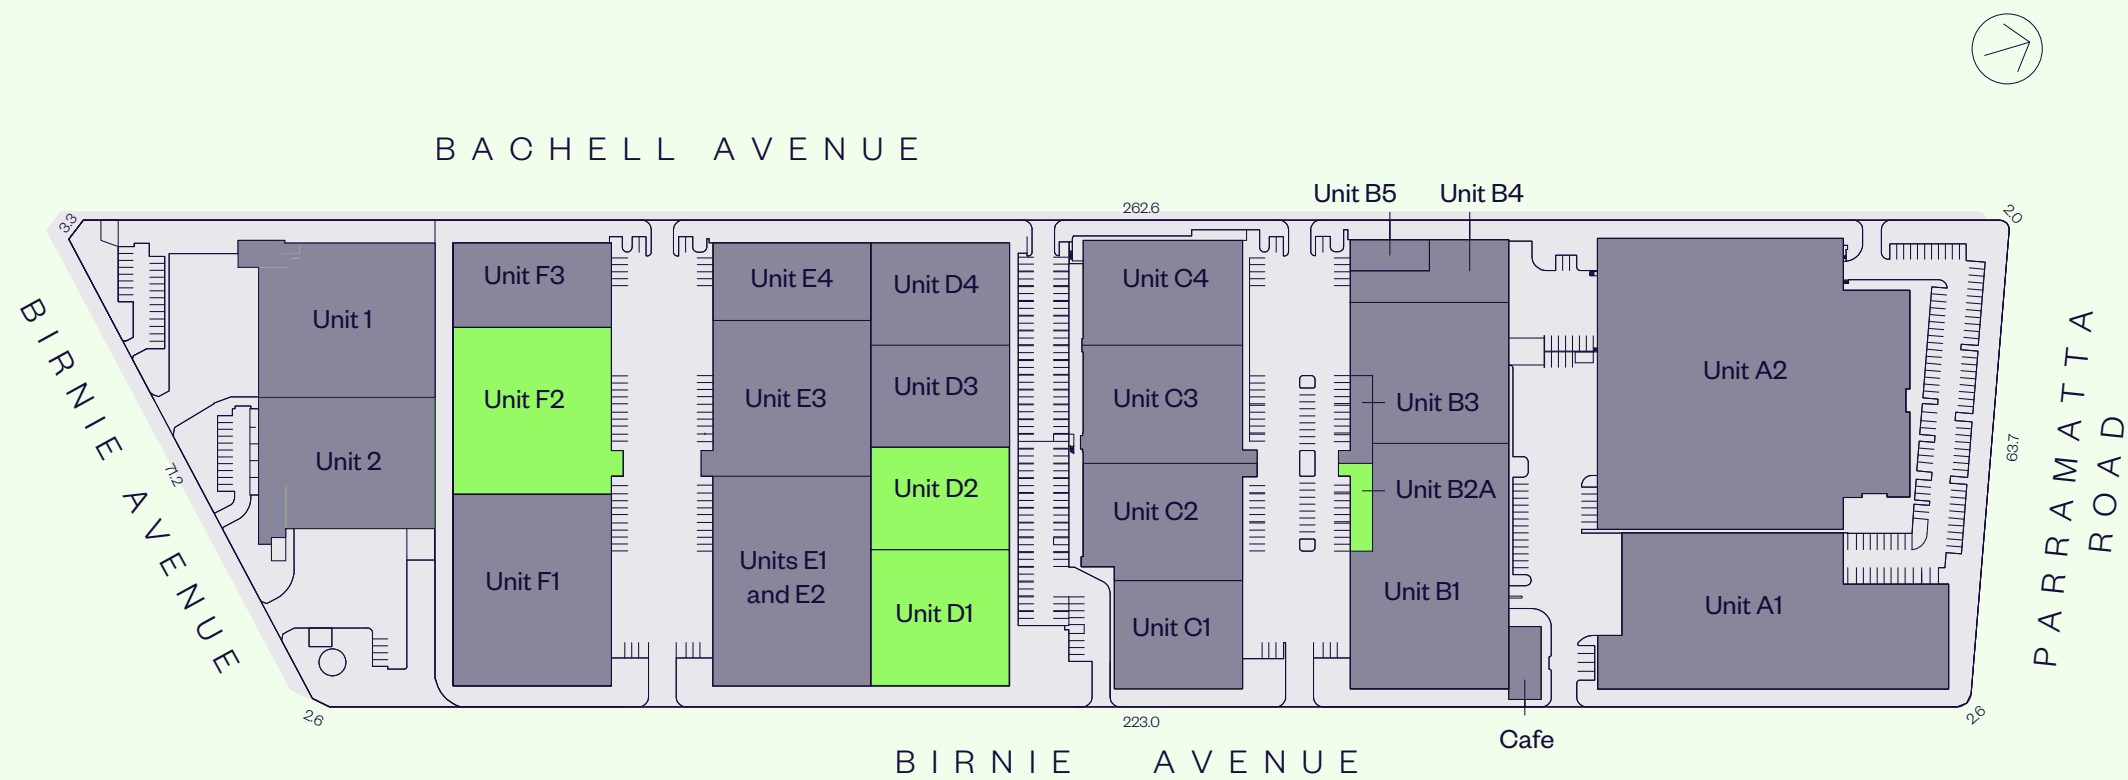 BACHELL AVENUE
Unit B5
Unit B4
262.6
3.3
2.0
Unit F3
Unit E4
Unit D4
Unit C4
Unit 1
Unit F2
Unit E3
Unit D3
Unit C3
Unit B3
Unit A2
Unit 2
Unit D2
Unit C2
Unit B2A
Unit F1
Units E1
and E2
Unit D1
Unit C1
Unit B1
Unit A1
BIRNIE AVENUE
71.2
63.7
PARRAMATTA
ROAD
2.6
223.0
2.6
Cafe
BIRNIE AVENUE